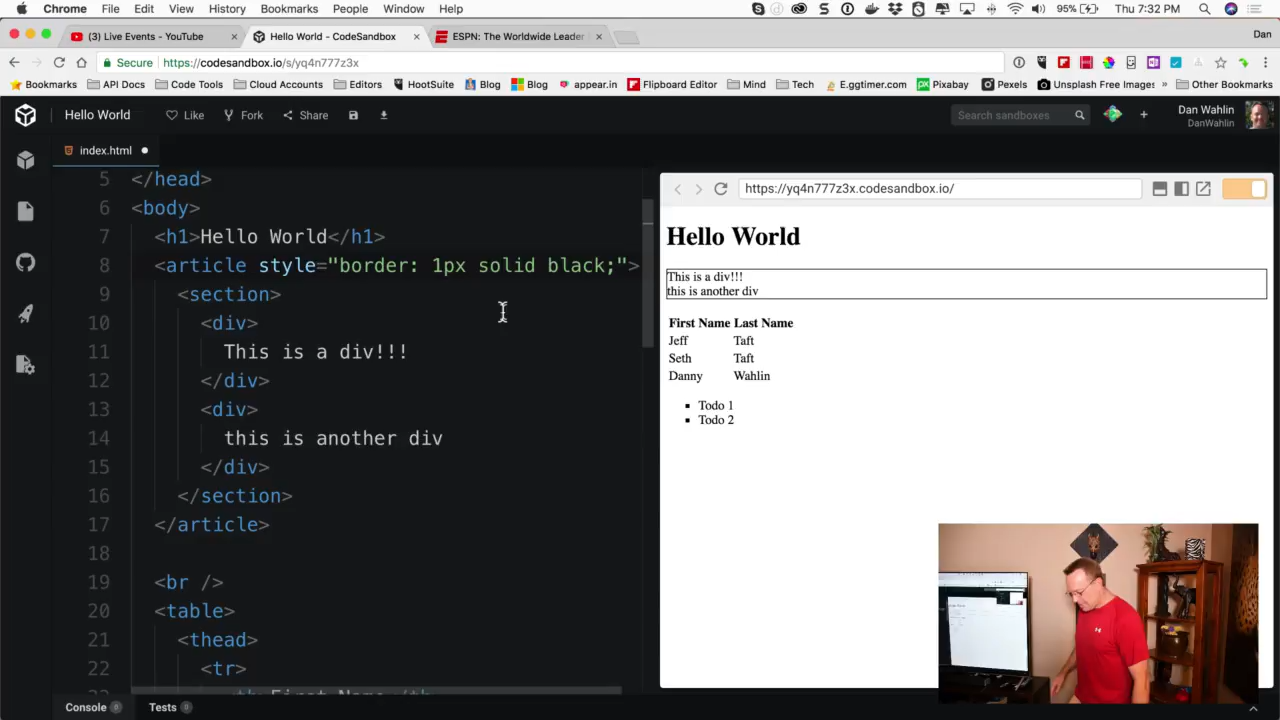 Chrome File Edit View History Bookmarks People Window Help 95% Thu 7:32 PM
(3) Live Events - YouTube × Hello World - CodeSandbox × ESPN: The Worldwide Leader × Dan
Secure https://codesandbox.io/s/yq4n777z3x
Bookmarks API Docs Code Tools Cloud Accounts Editors HootSuite Blog Blog appear.in Flipboard Editor Mind Tech E.ggtimer.com Pixabay Pexels Unsplash Free Images » Other Bookmarks
Hello World Like Fork Share Search sandboxes Dan Wahlin
DanWahlin
index.html
https://yq4n777z3x.codesandbox.io/
5 </head>
6 <body>
7 <h1>Hello World</h1>
8 <article style="border: 1px solid black;">
9 <section>
10 <div>
11 This is a div!!!
12 </div>
13 <div>
14 this is another div
15 </div>
16 </section>
17 </article>
18
19 <br />
20 <table>
21 <thead>
22 <tr>
Hello World
This is a div!!!
this is another div
First Name Last Name
Jeff Taft
Seth Taft
Danny Wahlin
Todo 1
Todo 2
Console 0 Tests 0